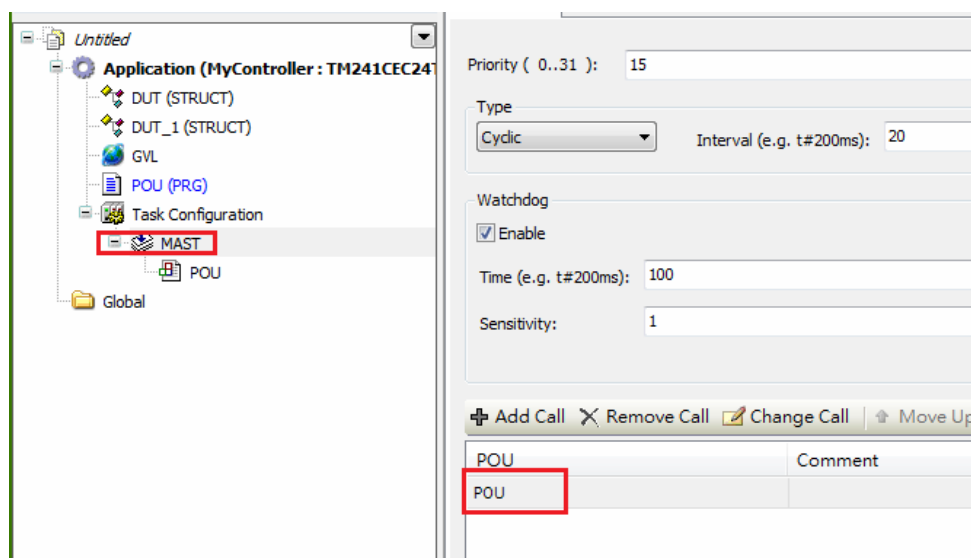 Untitled
Application (MyController : TM241CEC24T
DUT (STRUCT)
DUT_1 (STRUCT)
GVL
POU (PRG)
Task Configuration
MAST
POU
Global
Priority ( 0..31 ): 15
Type
Cyclic Interval (e.g. t#200ms): 20
Watchdog
Enable
Time (e.g. t#200ms): 100
Sensitivity: 1
Add Call Remove Call Change Call Move Up
POU Comment
POU